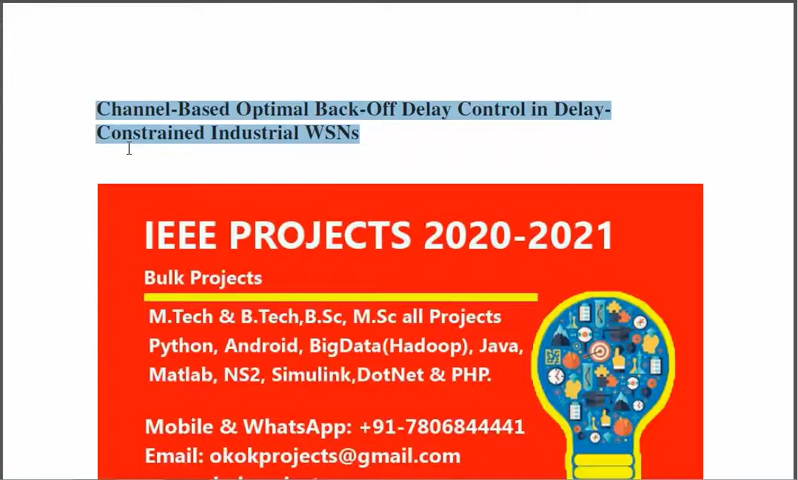 Channel-Based Optimal Back-Off Delay Control in Delay-
Constrained Industrial WSNs
IEEE PROJECTS 2020-2021
Bulk Projects
M.Tech & B.Tech,B.Sc, M.Sc all Projects
Python, Android, BigData(Hadoop), Java,
Matlab, NS2, Simulink,DotNet & PHP.
Mobile & WhatsApp: +91-7806844441
Email: okokprojects@gmail.com